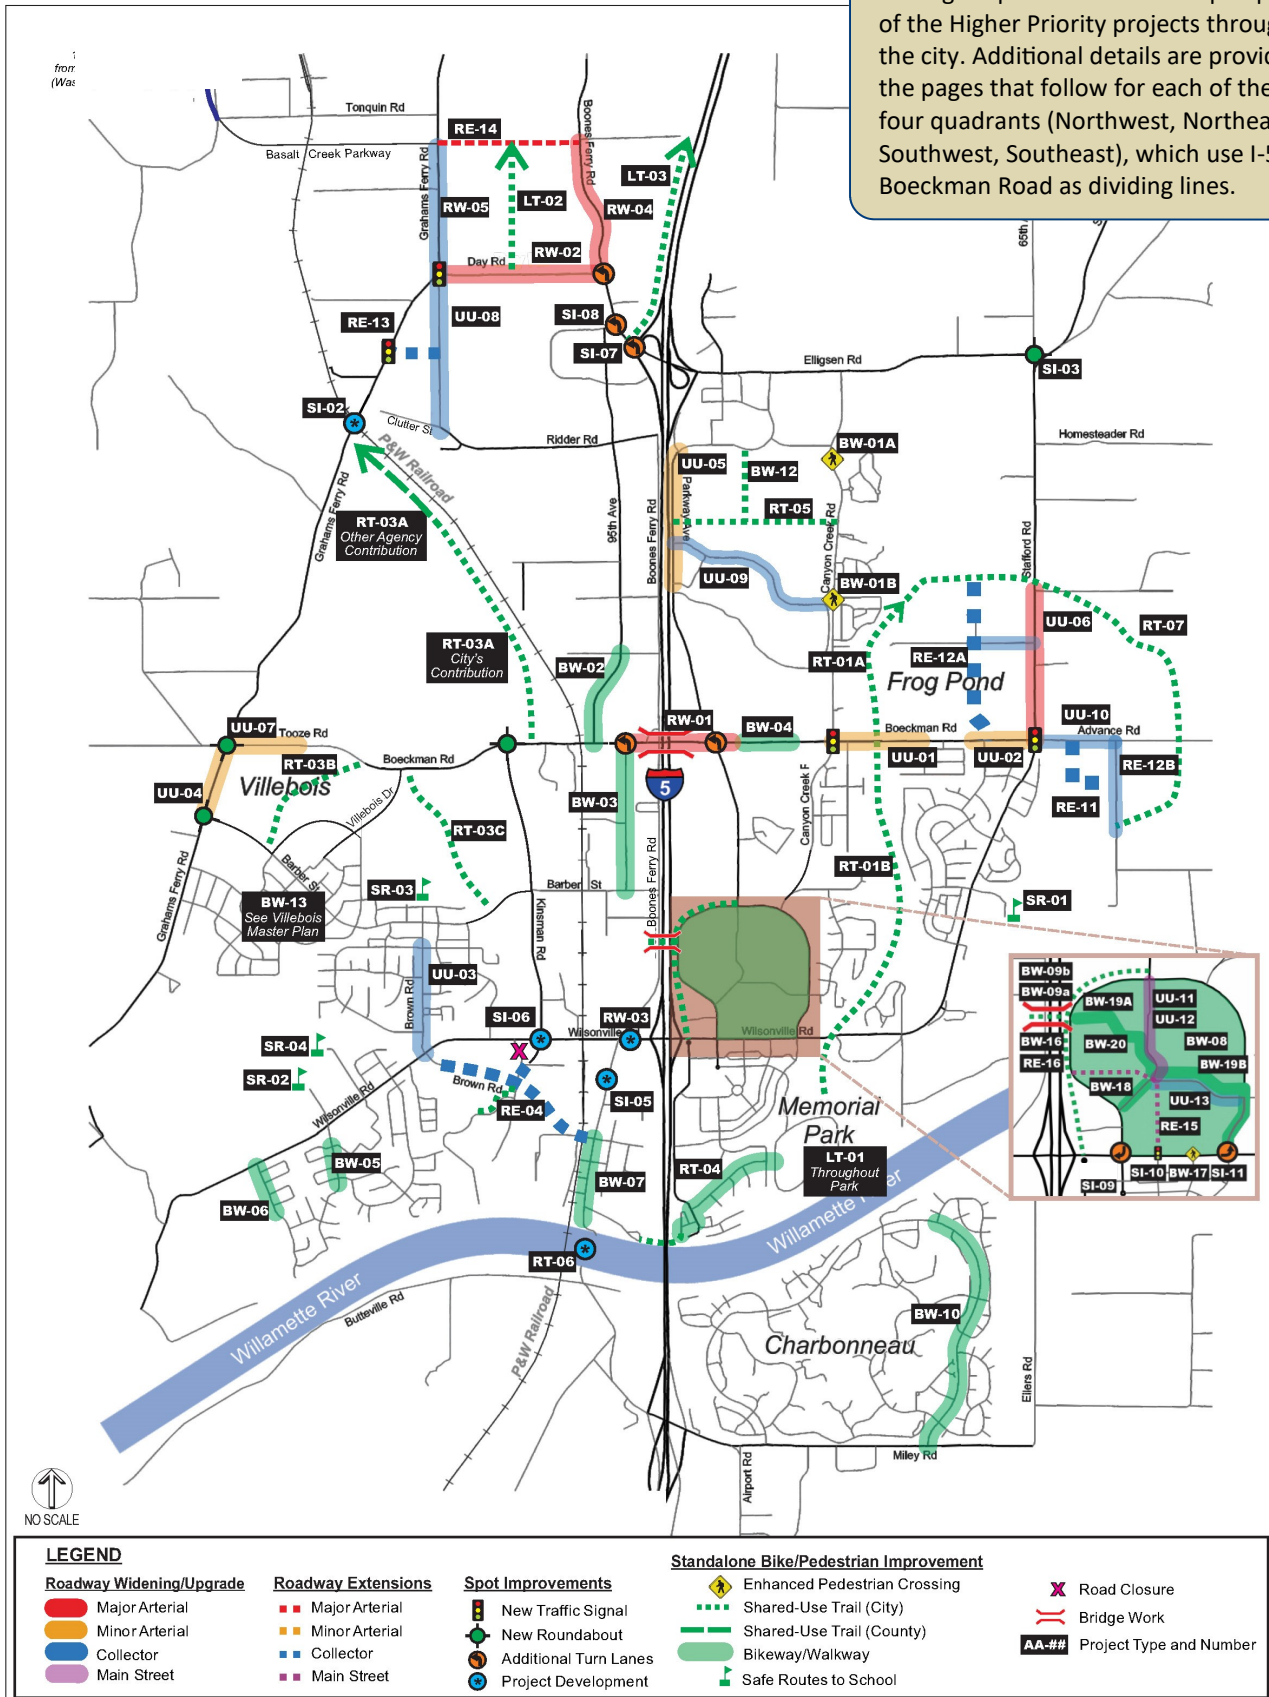 of the Higher Priority projects
the city. Additional details are
the pages that follow for each of the
four quadrants (Northwest,
Southwest, Southeast), which use
Boeckman Road as dividing lines.
from
Tonquin Rd
RE-14
Basalt Creek Parkway
Boones Ferry Rd
LT-03
Grahams Ferry Rd
RW-05
LT-02
RW-04
65th
RW-02
Day Rd
UU-08
SI-08
RE-13
SI-07
Elligsen Rd
SI-03
SI-02
Clutter St
Ridder Rd
Homesteader Rd
P&W Railroad
BW-01A
UU-05
BW-12
Parkway Ave
RT-05
95th Ave
Boones Ferry Rd
Canyon Creek Rd
Stafford Rd
Grahams Ferry Rd
RT-03A
Other Agency
Contribution
UU-09
BW-01B
UU-06
RT-07
RT-03A
City's
Contribution
BW-02
RT-01A
RE-12A
Frog Pond
UU-07
Tooze Rd
RW-01
BW-04
Boeckman Rd
UU-10
Advance Rd
RT-03B
Boeckman Rd
UU-01
UU-02
RE-12B
Villebois
5
UU-04
Villebois Dr
BW-03
RE-11
Canyon Creek
RT-03C
Boones Ferry Rd
RT-01B
Barber St
Barber St
SR-03
Grahams Ferry Rd
BW-13
See Villebois
Master Plan
Kinsman Rd
SR-01
UU-03
Brown Rd
BW-09b
BW-09a
BW-19A
UU-11
UU-12
SI-06
RW-03
Wilsonville Rd
Wilsonville
BW-16
BW-20
BW-08
SR-04
RE-16
BW-19B
SR-02
Brown Rd
BW-18
UU-13
Wilsonville Rd
RE-04
SI-05
RE-15
Memorial
Park
BW-05
RT-04
LT-01
Throughout
Park
SI-10
BW-17
SI-11
BW-07
SI-09
BW-06
Willamette River
RT-06
Willamette River
Butteville Rd
P&W Railroad
BW-10
Charbonneau
Eilers Rd
Miley Rd
Airport Rd
NO SCALE
LEGEND
Roadway Widening/Upgrade
Major Arterial
Minor Arterial
Collector
Main Street
Roadway Extensions
Major Arterial
Minor Arterial
Collector
Main Street
Spot Improvements
New Traffic Signal
New Roundabout
Additional Turn Lanes
Project Development
Standalone Bike/Pedestrian Improvement
Enhanced Pedestrian Crossing
Shared-Use Trail (City)
Shared-Use Trail (County)
Bikeway/Walkway
Safe Routes to School
Road Closure
Bridge Work
AA-## Project Type and Number